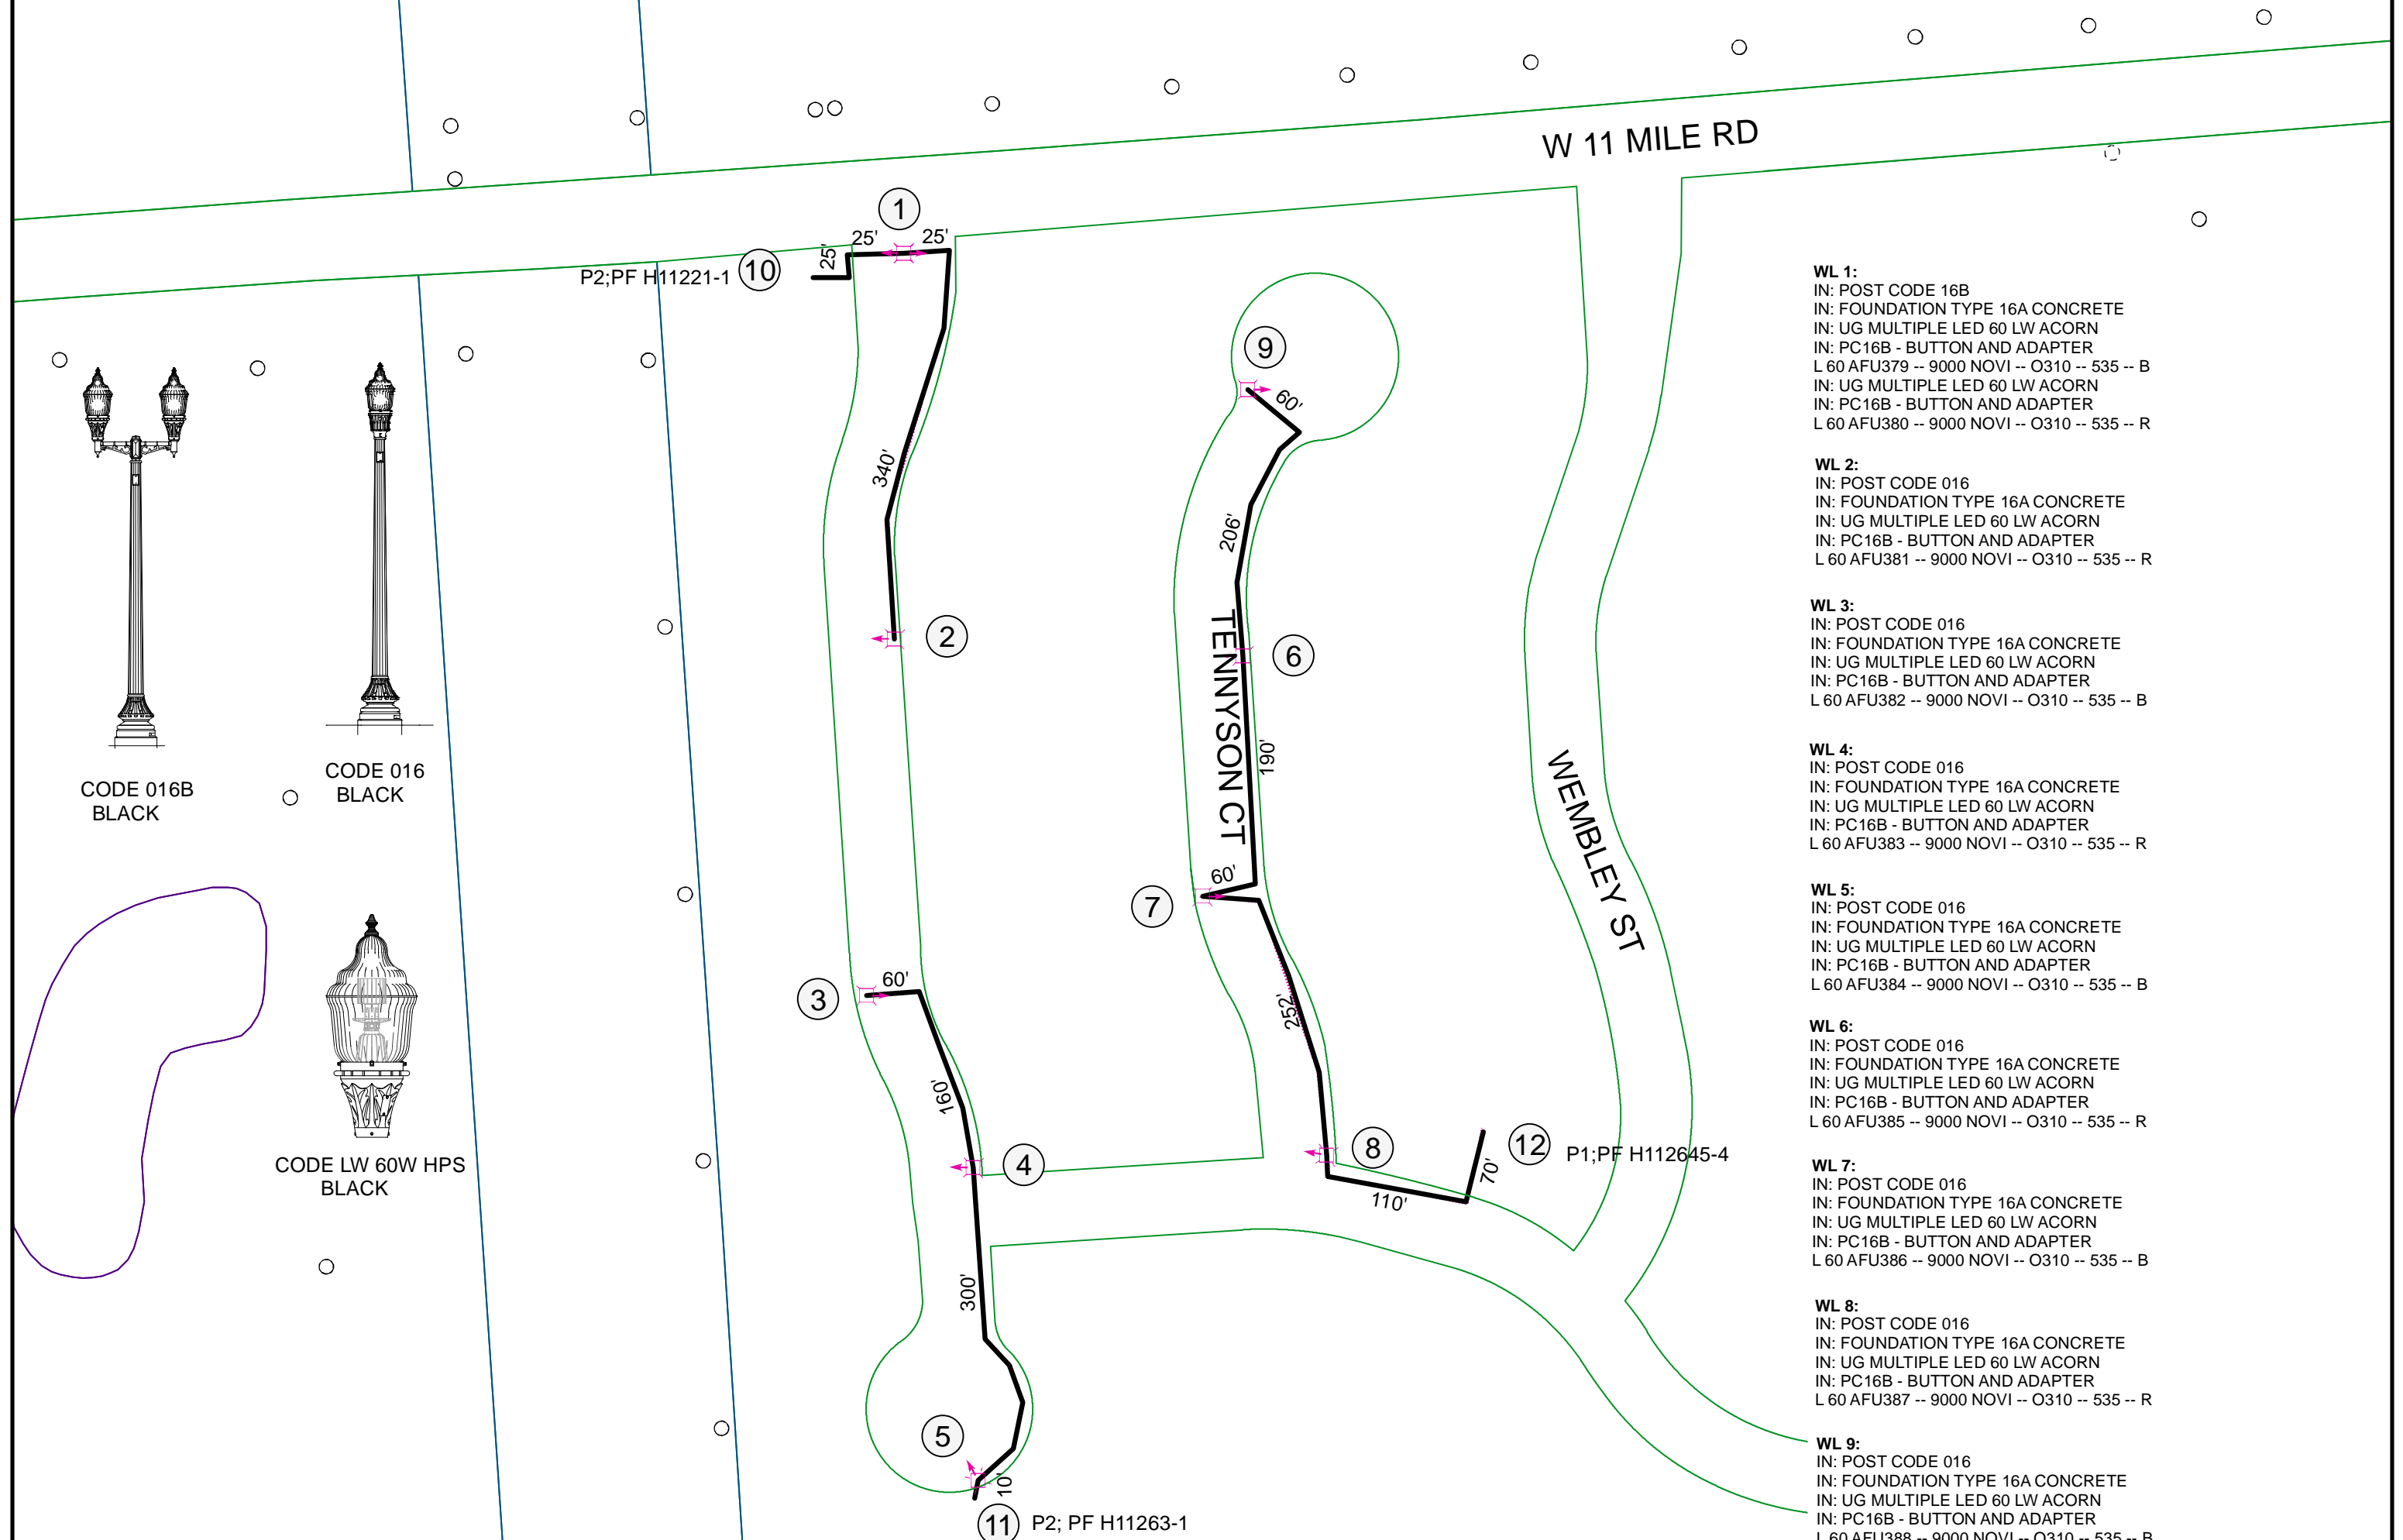 W 11 MILE RD
1
25'
25'
25'
10
P2;PF H11221-1
340'
2
9
60'
206'
6
TENNYSON CT
190'
60'
7
252'
WEMBLEY ST
3
60'
160'
4
8
12
P1;PF H112645-4
70'
110'
300'
5
10'
11
P2; PF H11263-1
CODE 016B
BLACK
CODE 016
BLACK
CODE LW 60W HPS
BLACK
WL 1:
IN: POST CODE 16B
IN: FOUNDATION TYPE 16A CONCRETE
IN: UG MULTIPLE LED 60 LW ACORN
IN: PC16B - BUTTON AND ADAPTER
L 60 AFU379 -- 9000 NOVI -- O310 -- 535 -- B
IN: UG MULTIPLE LED 60 LW ACORN
IN: PC16B - BUTTON AND ADAPTER
L 60 AFU380 -- 9000 NOVI -- O310 -- 535 -- R
WL 2:
IN: POST CODE 016
IN: FOUNDATION TYPE 16A CONCRETE
IN: UG MULTIPLE LED 60 LW ACORN
IN: PC16B - BUTTON AND ADAPTER
L 60 AFU381 -- 9000 NOVI -- O310 -- 535 -- R
WL 3:
IN: POST CODE 016
IN: FOUNDATION TYPE 16A CONCRETE
IN: UG MULTIPLE LED 60 LW ACORN
IN: PC16B - BUTTON AND ADAPTER
L 60 AFU382 -- 9000 NOVI -- O310 -- 535 -- B
WL 4:
IN: POST CODE 016
IN: FOUNDATION TYPE 16A CONCRETE
IN: UG MULTIPLE LED 60 LW ACORN
IN: PC16B - BUTTON AND ADAPTER
L 60 AFU383 -- 9000 NOVI -- O310 -- 535 -- R
WL 5:
IN: POST CODE 016
IN: FOUNDATION TYPE 16A CONCRETE
IN: UG MULTIPLE LED 60 LW ACORN
IN: PC16B - BUTTON AND ADAPTER
L 60 AFU384 -- 9000 NOVI -- O310 -- 535 -- B
WL 6:
IN: POST CODE 016
IN: FOUNDATION TYPE 16A CONCRETE
IN: UG MULTIPLE LED 60 LW ACORN
IN: PC16B - BUTTON AND ADAPTER
L 60 AFU385 -- 9000 NOVI -- O310 -- 535 -- R
WL 7:
IN: POST CODE 016
IN: FOUNDATION TYPE 16A CONCRETE
IN: UG MULTIPLE LED 60 LW ACORN
IN: PC16B - BUTTON AND ADAPTER
L 60 AFU386 -- 9000 NOVI -- O310 -- 535 -- B
WL 8:
IN: POST CODE 016
IN: FOUNDATION TYPE 16A CONCRETE
IN: UG MULTIPLE LED 60 LW ACORN
IN: PC16B - BUTTON AND ADAPTER
L 60 AFU387 -- 9000 NOVI -- O310 -- 535 -- R
WL 9:
IN: POST CODE 016
IN: FOUNDATION TYPE 16A CONCRETE
IN: UG MULTIPLE LED 60 LW ACORN
IN: PC16B - BUTTON AND ADAPTER
L 60 AFU388 -- 9000 NOVI -- O310 -- 535 -- B